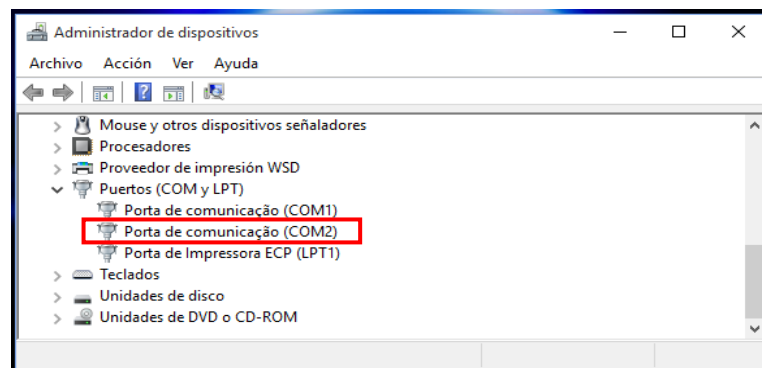 Administrador de dispositivos
Archivo Acción Ver Ayuda
Mouse y otros dispositivos señaladores
Procesadores
Proveedor de impresión WSD
Puertos (COM y LPT)
Porta de comunicação (COM1)
Porta de comunicação (COM2)
Porta de Impressora ECP (LPT1)
Teclados
Unidades de disco
Unidades de DVD o CD-ROM